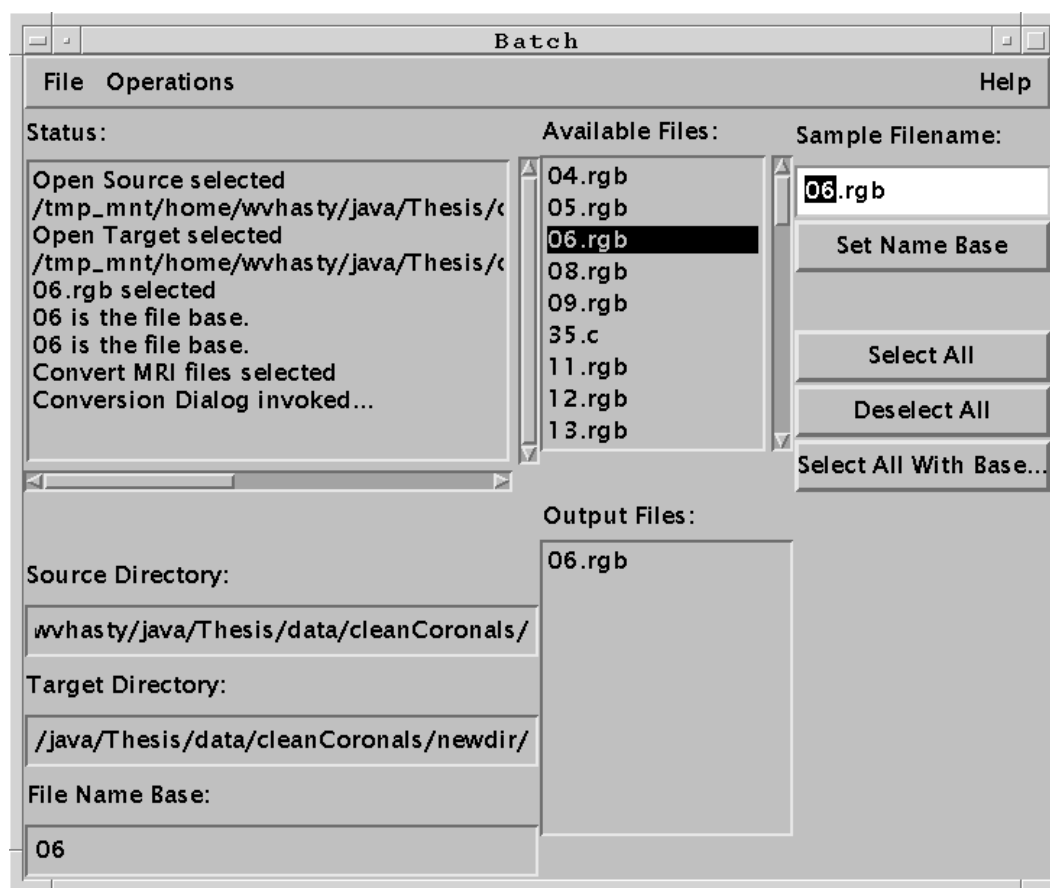 Batch
File Operations Help
Status:
Open Source selected
/tmp_mnt/home/wvhasty/java/Thesis/c
Open Target selected
/tmp_mnt/home/wvhasty/java/Thesis/c
06.rgb selected
06 is the file base.
06 is the file base.
Convert MRI files selected
Conversion Dialog invoked...
Available Files:
04.rgb
05.rgb
06.rgb
08.rgb
09.rgb
35.c
11.rgb
12.rgb
13.rgb
Sample Filename:
06.rgb
Set Name Base
Select All
Deselect All
Select All With Base...
Source Directory:
wvhasty/java/Thesis/data/cleanCoronals/
Target Directory:
/java/Thesis/data/cleanCoronals/newdir/
File Name Base:
06
Output Files:
06.rgb